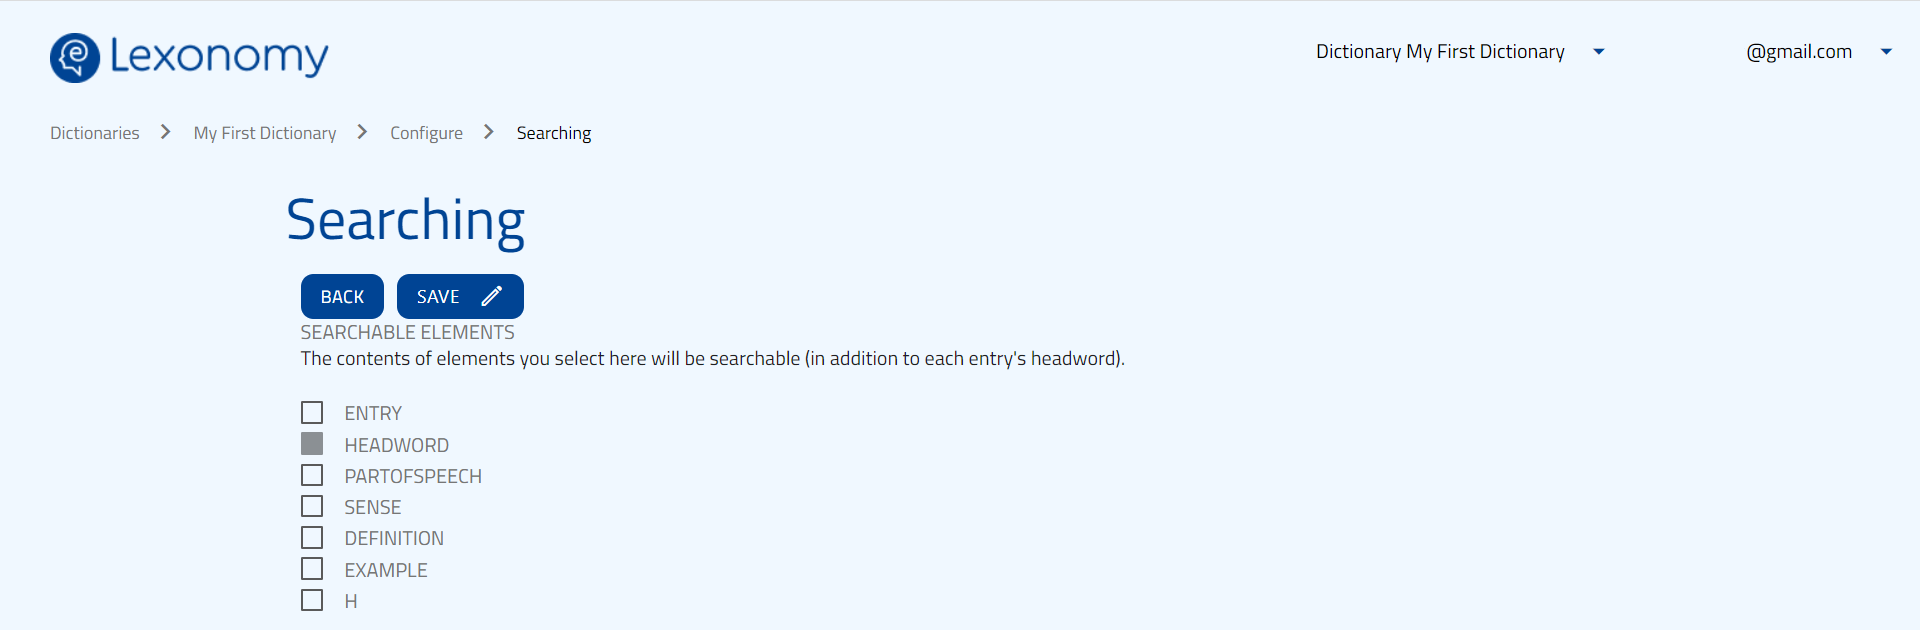 Lexonomy
Dictionary My First Dictionary
@gmail.com
Dictionaries > My First Dictionary > Configure > Searching
Searching
BACK
SAVE
SEARCHABLE ELEMENTS
The contents of elements you select here will be searchable (in addition to each entry's headword).
ENTRY
HEADWORD
PARTOFSPEECH
SENSE
DEFINITION
EXAMPLE
H